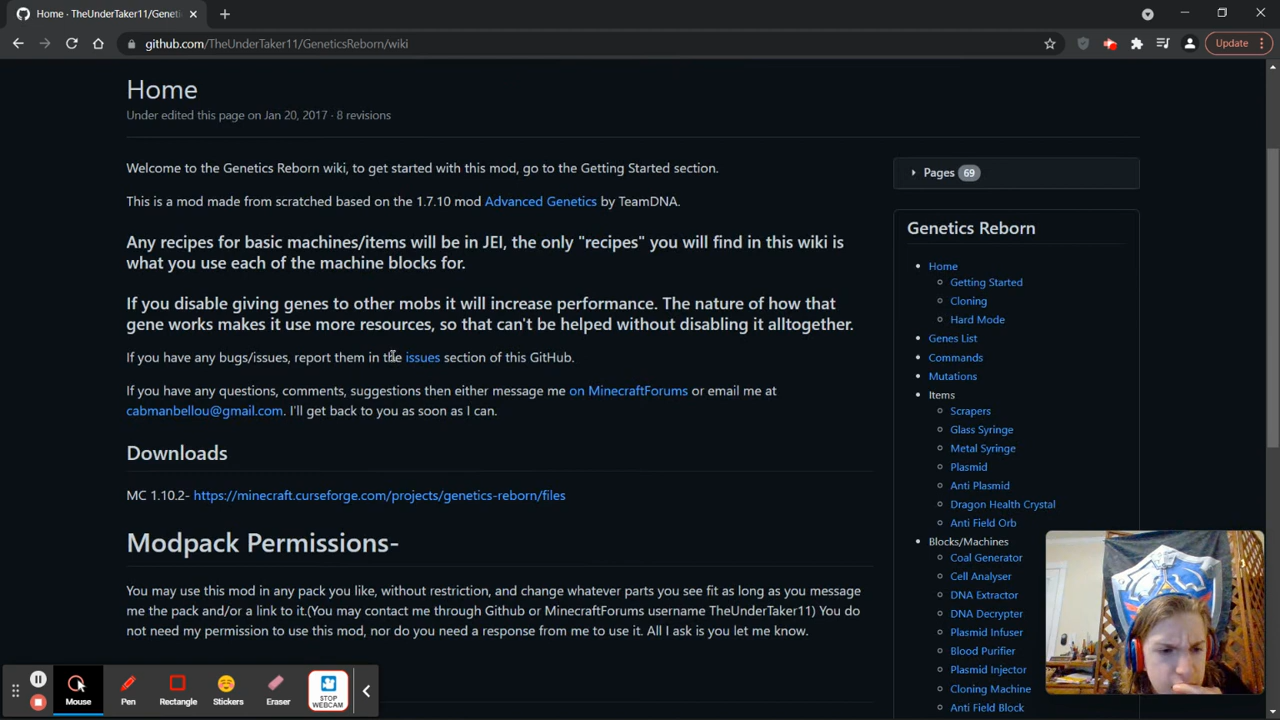 Home · TheUnderTaker11/Geneti
github.com/TheUnderTaker11/GeneticsReborn/wiki
Update
Home
Under edited this page on Jan 20, 2017 · 8 revisions
Welcome to the Genetics Reborn wiki, to get started with this mod, go to the Getting Started section.
This is a mod made from scratched based on the 1.7.10 mod Advanced Genetics by TeamDNA.
Any recipes for basic machines/items will be in JEI, the only "recipes" you will find in this wiki is
what you use each of the machine blocks for.
If you disable giving genes to other mobs it will increase performance. The nature of how that
gene works makes it use more resources, so that can't be helped without disabling it alltogether.
If you have any bugs/issues, report them in the issues section of this GitHub.
If you have any questions, comments, suggestions then either message me on MinecraftForums or email me at
cabmanbellou@gmail.com. I'll get back to you as soon as I can.
Downloads
MC 1.10.2- https://minecraft.curseforge.com/projects/genetics-reborn/files
Modpack Permissions-
You may use this mod in any pack you like, without restriction, and change whatever parts you see fit as long as you message
me the pack and/or a link to it.(You may contact me through Github or MinecraftForums username TheUnderTaker11) You do
not need my permission to use this mod, nor do you need a response from me to use it. All I ask is you let me know.
Pages 69
Genetics Reborn
Home
Getting Started
Cloning
Hard Mode
Genes List
Commands
Mutations
Items
Scrapers
Glass Syringe
Metal Syringe
Plasmid
Anti Plasmid
Dragon Health Crystal
Anti Field Orb
Blocks/Machines
Coal Generator
Cell Analyser
DNA Extractor
DNA Decrypter
Plasmid Infuser
Blood Purifier
Plasmid Injector
Cloning Machine
Anti Field Block
Mouse
Pen
Rectangle
Stickers
Eraser
STOP
WEBCAM